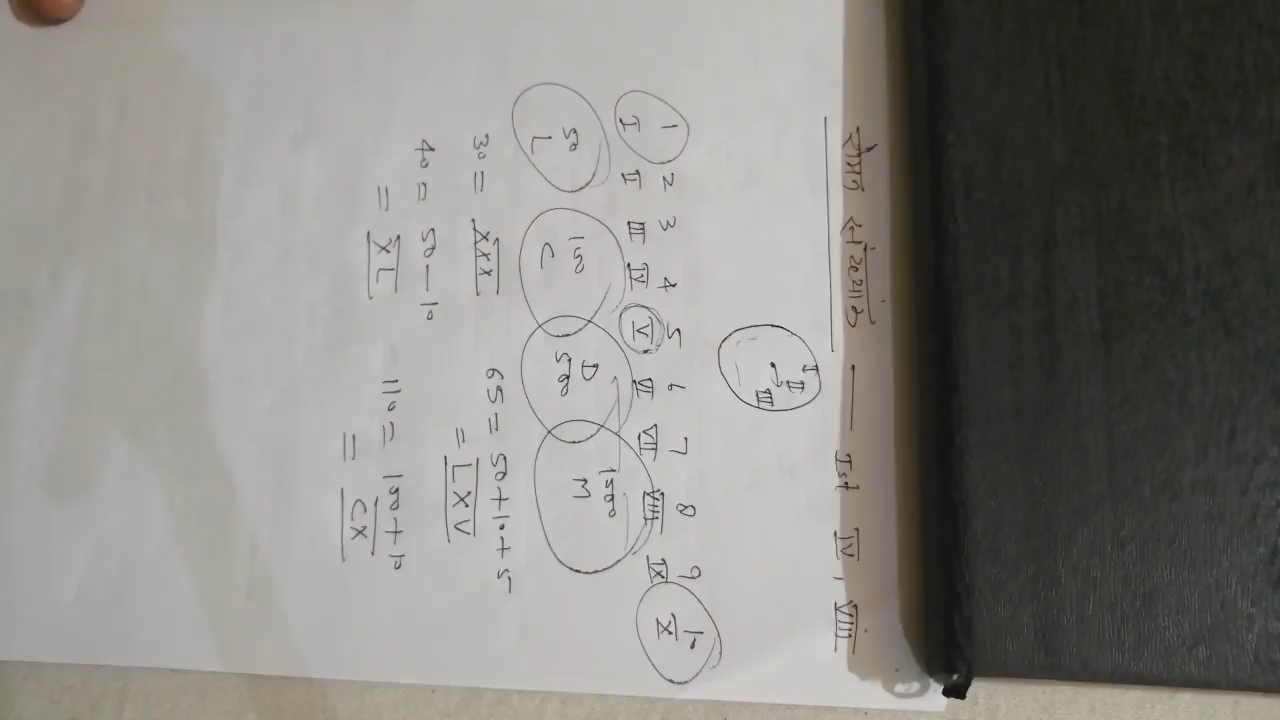 रोमन संख्याक — Ist IV, VIII
I II III
1 2 3 4 5 6 7 8 9 10
I II III IV V VI VII VIII IX X
50 100 D 1000
L C 500 M
30 = XXX 65 = 50+10+5
= LXV
40 = 50 — 10 110 = 100+10
= XL = CX